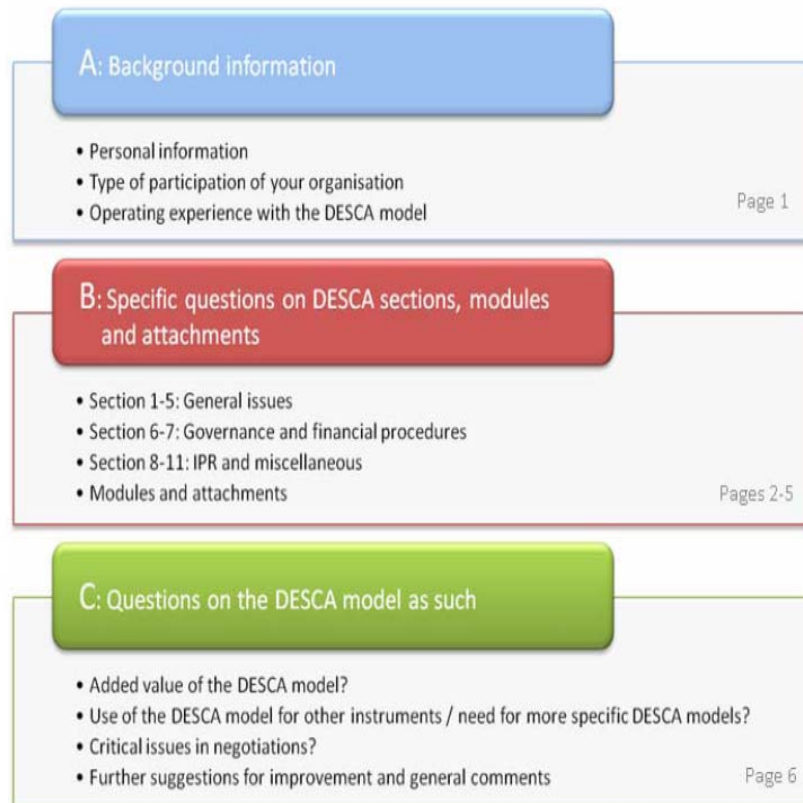 A: Background information
• Personal information
• Type of participation of your organisation
• Operating experience with the DESCA model
Page 1
B: Specific questions on DESCA sections, modules
and attachments
• Section 1-5: General issues
• Section 6-7: Governance and financial procedures
• Section 8-11: IPR and miscellaneous
• Modules and attachments
Pages 2-5
C: Questions on the DESCA model as such
• Added value of the DESCA model?
• Use of the DESCA model for other instruments / need for more specific DESCA models?
• Critical issues in negotiations?
• Further suggestions for improvement and general comments
Page 6